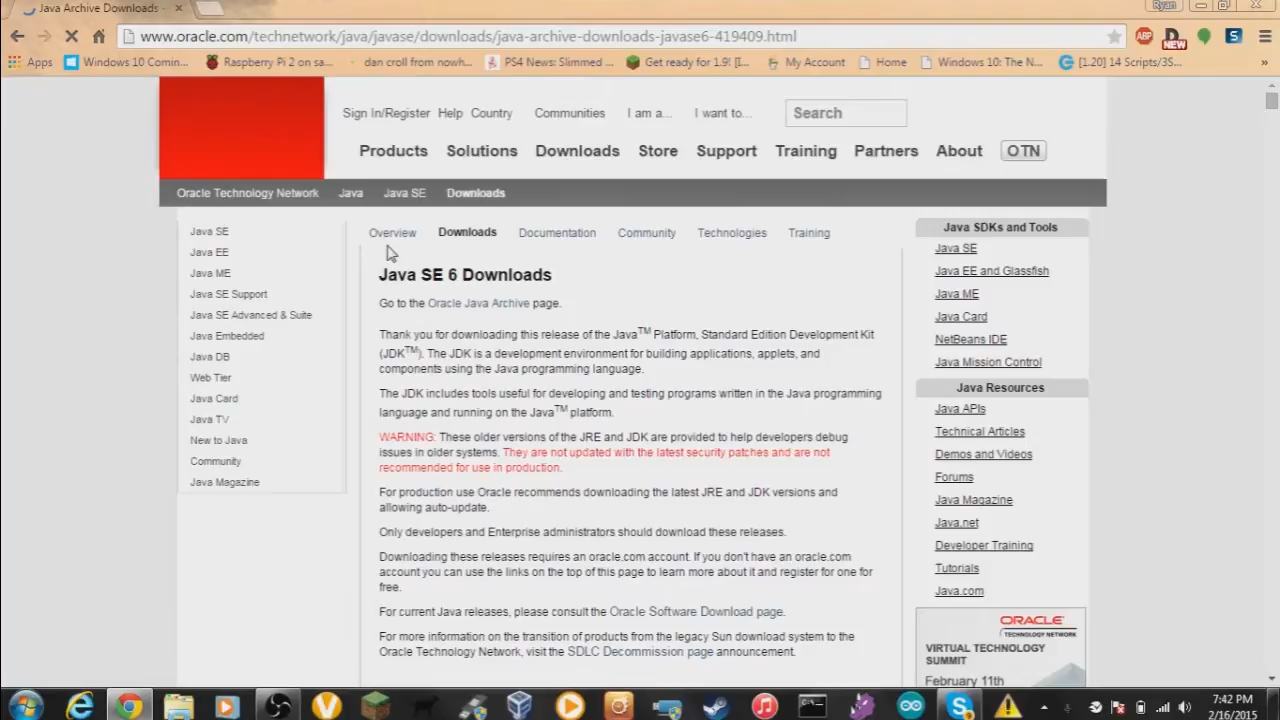 Java Archive Downloads -
Ryan
www.oracle.com/technetwork/java/javase/downloads/java-archive-downloads-javase6-419409.html
ABP
NEW
S
Apps
Windows 10 Comin...
Raspberry Pi 2 on sa...
dan croll from nowh...
PS4 News: Slimmed ...
Get ready for 1.9! [I...
My Account
Home
Windows 10: The N...
[1.20] 14 Scripts/3S...
»
Sign In/Register
Help
Country
Communities
I am a...
I want to...
Search
Products
Solutions
Downloads
Store
Support
Training
Partners
About
OTN
Oracle Technology Network
Java
Java SE
Downloads
Java SE
Java EE
Java ME
Java SE Support
Java SE Advanced & Suite
Java Embedded
Java DB
Web Tier
Java Card
Java TV
New to Java
Community
Java Magazine
Overview
Downloads
Documentation
Community
Technologies
Training
Java SE 6 Downloads
Go to the Oracle Java Archive page.
Thank you for downloading this release of the Java™ Platform, Standard Edition Development Kit
(JDK™). The JDK is a development environment for building applications, applets, and
components using the Java programming language.
The JDK includes tools useful for developing and testing programs written in the Java programming
language and running on the Java™ platform.
WARNING: These older versions of the JRE and JDK are provided to help developers debug
issues in older systems. They are not updated with the latest security patches and are not
recommended for use in production.
For production use Oracle recommends downloading the latest JRE and JDK versions and
allowing auto-update.
Only developers and Enterprise administrators should download these releases.
Downloading these releases requires an oracle.com account. If you don't have an oracle.com
account you can use the links on the top of this page to learn more about it and register for one for
free.
For current Java releases, please consult the Oracle Software Download page.
For more information on the transition of products from the legacy Sun download system to the
Oracle Technology Network, visit the SDLC Decommission page announcement.
Java SDKs and Tools
Java SE
Java EE and Glassfish
Java ME
Java Card
NetBeans IDE
Java Mission Control
Java Resources
Java APIs
Technical Articles
Demos and Videos
Forums
Java Magazine
Java.net
Developer Training
Tutorials
Java.com
ORACLE
TECHNOLOGY NETWORK
VIRTUAL TECHNOLOGY
SUMMIT
February 11th
7:42 PM
2/16/2015